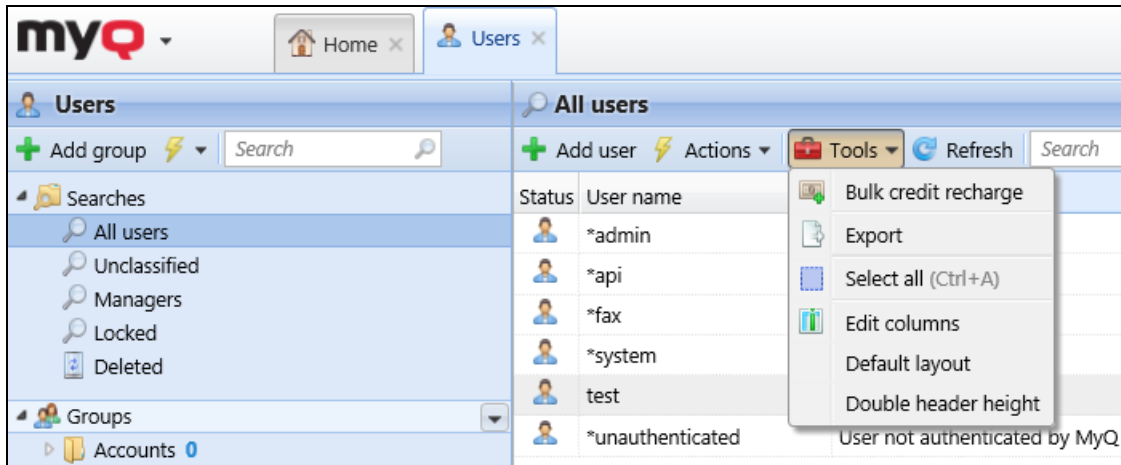 myQ
Home
Users
Users
Add group
Search
Searches
All users
Unclassified
Managers
Locked
Deleted
Groups
Accounts 0
All users
Add user Actions Tools Refresh Search
Status User name
*admin
*api
*fax
*system
test
*unauthenticated User not authenticated by MyQ
Bulk credit recharge
Export
Select all (Ctrl+A)
Edit columns
Default layout
Double header height